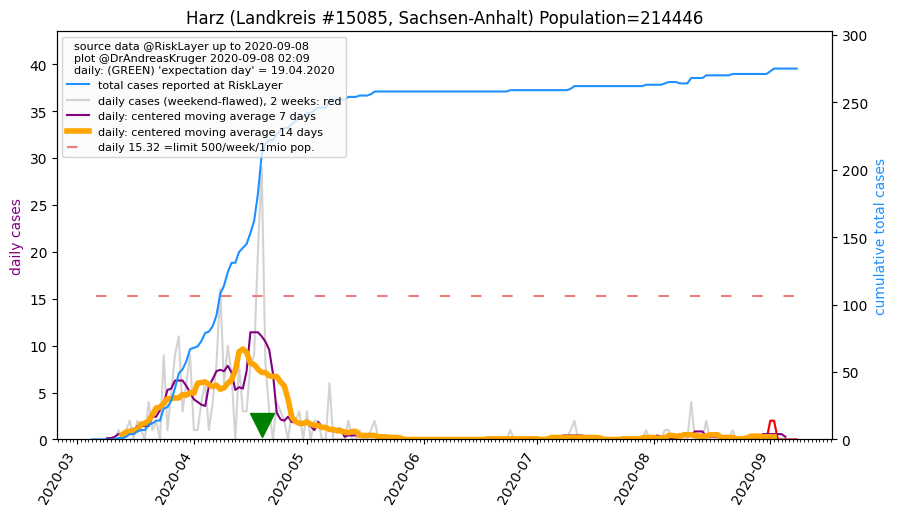 Harz (Landkreis #15085, Sachsen-Anhalt) Population=214446
source data @RiskLayer up to 2020-09-08
plot @DrAndreasKruger 2020-09-08 02:09
daily: (GREEN) 'expectation day' = 19.04.2020
total cases reported at RiskLayer
daily cases (weekend-flawed), 2 weeks: red
daily: centered moving average 7 days
daily: centered moving average 14 days
daily 15.32 =limit 500/week/1mio pop.
daily cases
40
35
30
25
20
15
10
5
0
cumulative total cases
300
250
200
150
100
50
0
2020-03
2020-04
2020-05
2020-06
2020-07
2020-08
2020-09